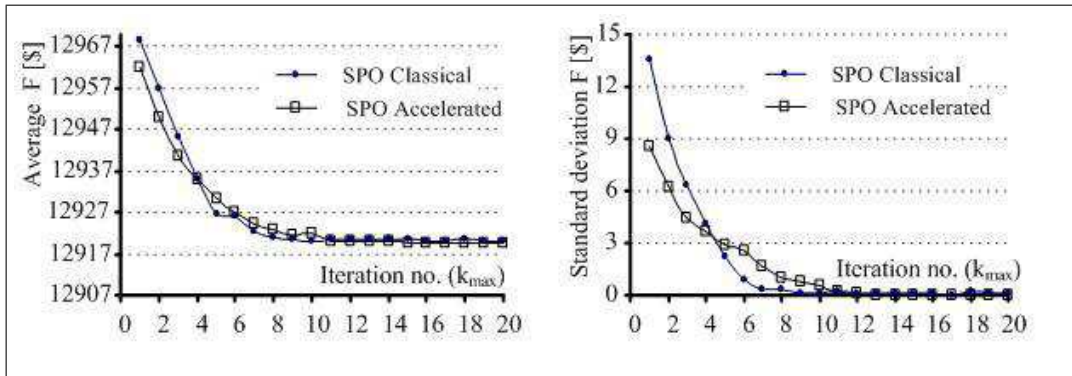 Average F [$]
12967
12957
12947
12937
12927
12917
12907
SPO Classical
SPO Accelerated
Iteration no. (kmax)
0 2 4 6 8 10 12 14 16 18 20
Standard deviation F [$]
15
12
9
6
3
0
SPO Classical
SPO Accelerated
Iteration no. (kmax)
0 2 4 6 8 10 12 14 16 18 20